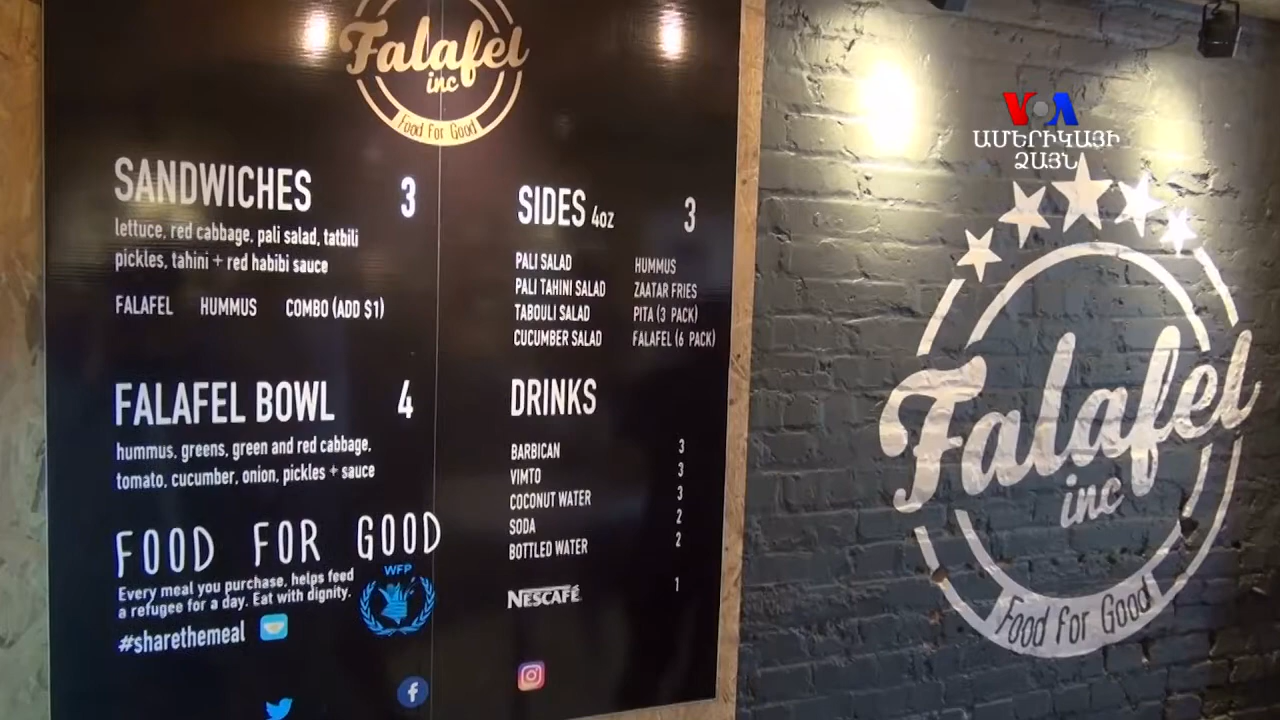 Falafel
inc
Food For Good
SANDWICHES 3
lettuce, red cabbage, pali salad, tatbili
pickles, tahini + red habibi sauce
FALAFEL HUMMUS COMBO (ADD $1)
FALAFEL BOWL 4
hummus, greens, green and red cabbage,
tomato, cucumber, onion, pickles + sauce
FOOD FOR GOOD
Every meal you purchase, helps feed
a refugee for a day. Eat with dignity.
#sharethemeal
WFP
SIDES 4oz 3
PALI SALAD HUMMUS
PALI TAHINI SALAD ZAATAR FRIES
TABOULI SALAD PITA (3 PACK)
CUCUMBER SALAD FALAFEL (6 PACK)
DRINKS
BARBICAN 3
VIMTO 3
COCONUT WATER 3
SODA 2
BOTTLED WATER 2
NESCAFÉ 1
VOA
ԱՄԵՐԻԿԱՅԻ
ՁԱՅՆ
Falafel
inc
Food For Good